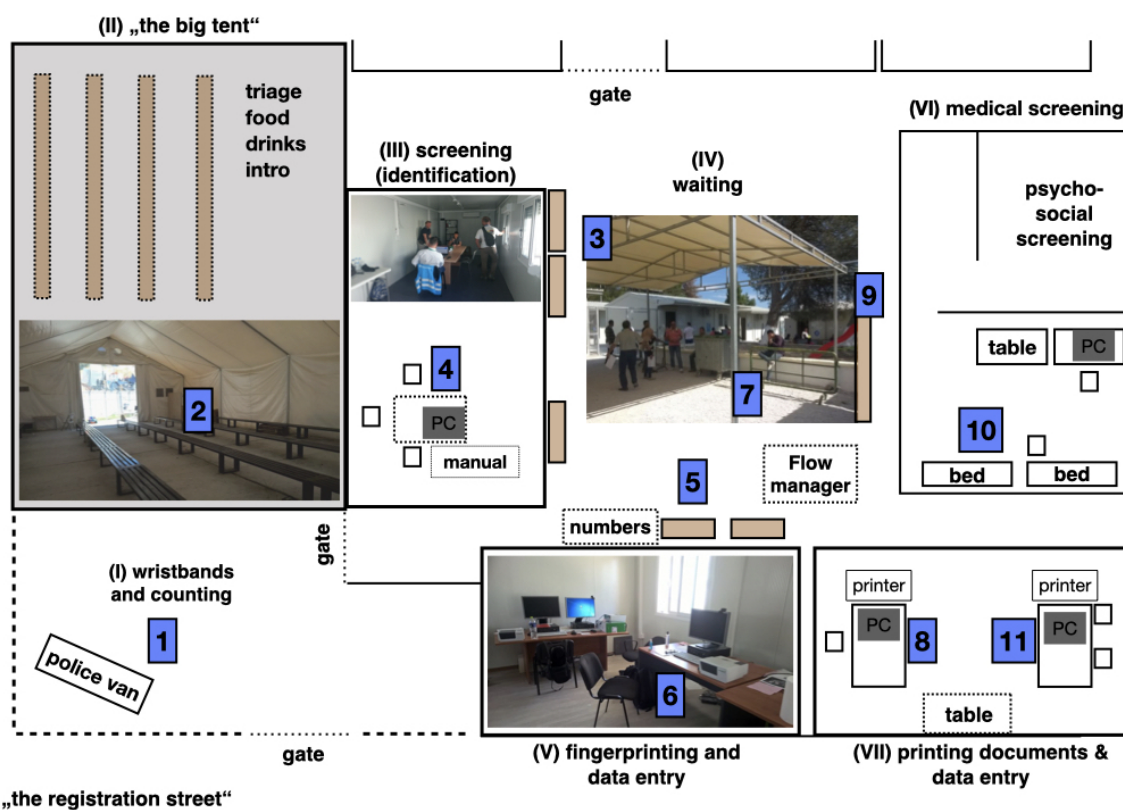 (II) „the big tent“
triage
food
drinks
intro
2
(III) screening
(identification)
4
PC
manual
gate
(IV)
waiting
3
9
7
5
Flow
manager
numbers
(VI) medical screening
psycho-
social
screening
table
PC
10
bed
bed
gate
(I) wristbands
and counting
1
police van
gate
6
(V) fingerprinting and
data entry
printer
PC
8
printer
PC
11
table
(VII) printing documents &
data entry
„the registration street“